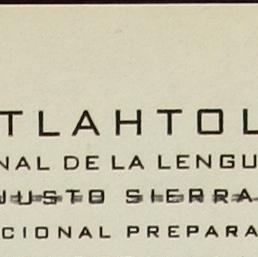 TLAHTOL
NAL DE LA LENGU
JUSTO SIERRA
CIONAL PREPARA